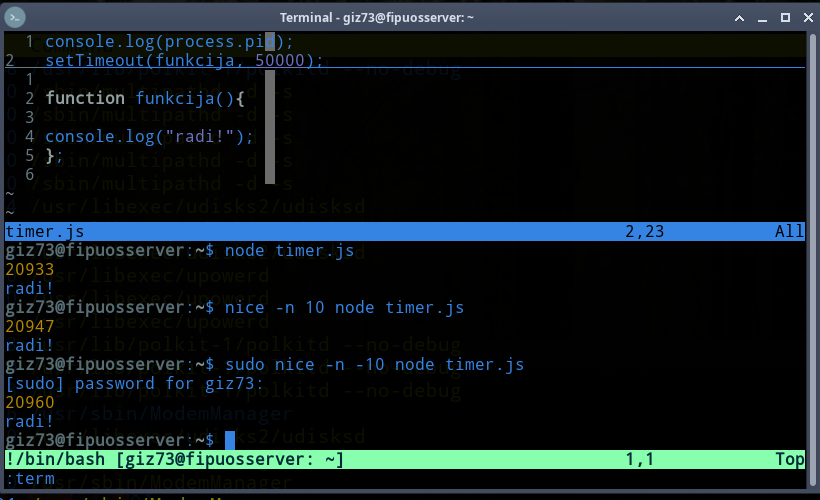 Terminal - giz73@fipuosserver: ~
1 console.log(process.pid);
2 setTimeout(funkcija, 50000);
1
2 function funkcija(){
3
4 console.log("radi!");
5 };
6
~
~
timer.js 2,23 All
giz73@fipuosserver:~$ node timer.js
20933
radi!
giz73@fipuosserver:~$ nice -n 10 node timer.js
20947
radi!
giz73@fipuosserver:~$ sudo nice -n -10 node timer.js
[sudo] password for giz73:
20960
radi!
giz73@fipuosserver:~$
!/bin/bash [giz73@fipuosserver: ~] 1,1 Top
:term